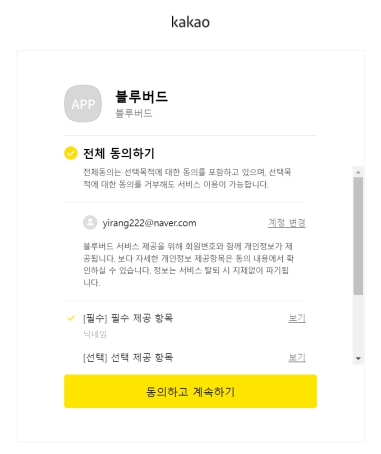 kakao
APP
블루버드
블루버드
전체 동의하기
전체동의는 선택목적에 대한 동의를 포함하고 있으며, 선택목
적에 대한 동의를 거부해도 서비스 이용이 가능합니다.
yirang222@naver.com 계정 변경
블루버드 서비스 제공을 위해 회원번호와 함께 개인정보가 제
공됩니다. 보다 자세한 개인정보 제공항목은 동의 내용에서 확
인하실 수 있습니다. 정보는 서비스 탈퇴 시 지체없이 파기됩
니다.
[필수] 필수 제공 항목 보기
닉네임
[선택] 선택 제공 항목 보기
동의하고 계속하기